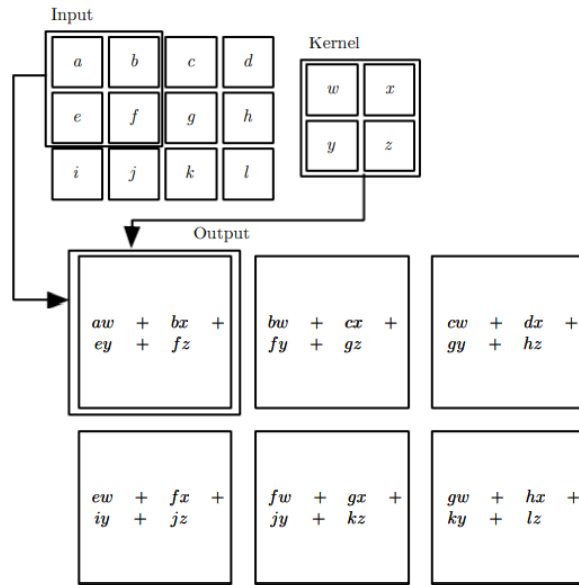 Input
Kernel
a b c d
w x
e f g h
y z
i j k l
Output
aw + bx +
ey + fz
bw + cx +
fy + gz
cw + dx +
gy + hz
ew + fx +
iy + jz
fw + gx +
jy + kz
gw + hx +
ky + lz